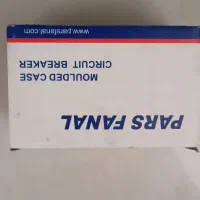 PARS FANAL
MOULDED CASE
CIRCUIT BREAKER
www.parsfanal.com